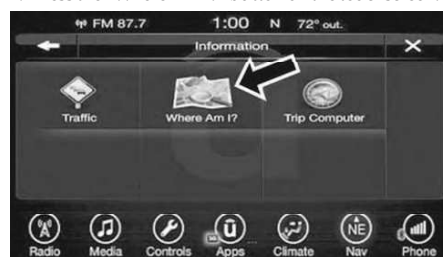 FM 87.7 1:00 N 72° out.
Information
Traffic Where Am I? Trip Computer
NE
Radio Media Controls Apps Climate Nav Phone